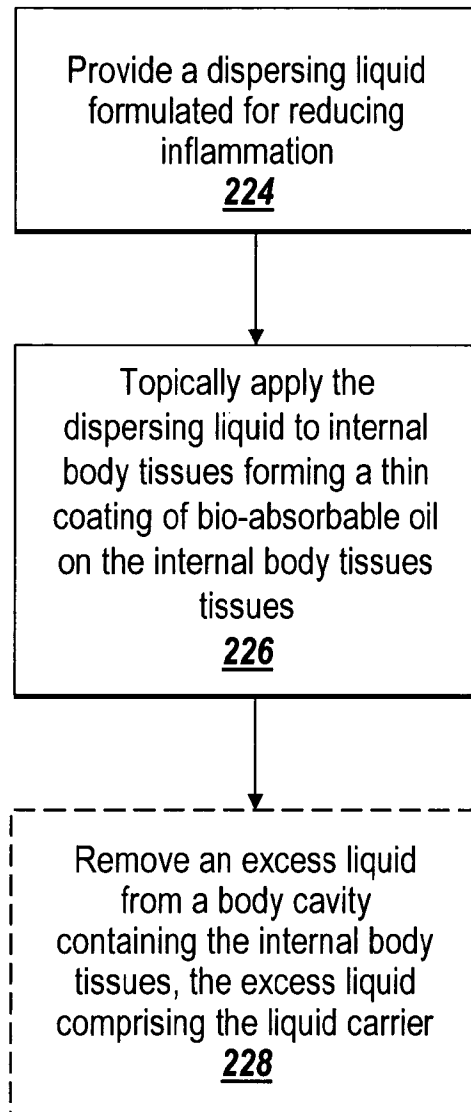 Provide a dispersing liquid
formulated for reducing
inflammation
224
Topically apply the
dispersing liquid to internal
body tissues forming a thin
coating of bio-absorbable oil
on the internal body tissues
tissues
226
Remove an excess liquid
from a body cavity
containing the internal body
tissues, the excess liquid
comprising the liquid carrier
228